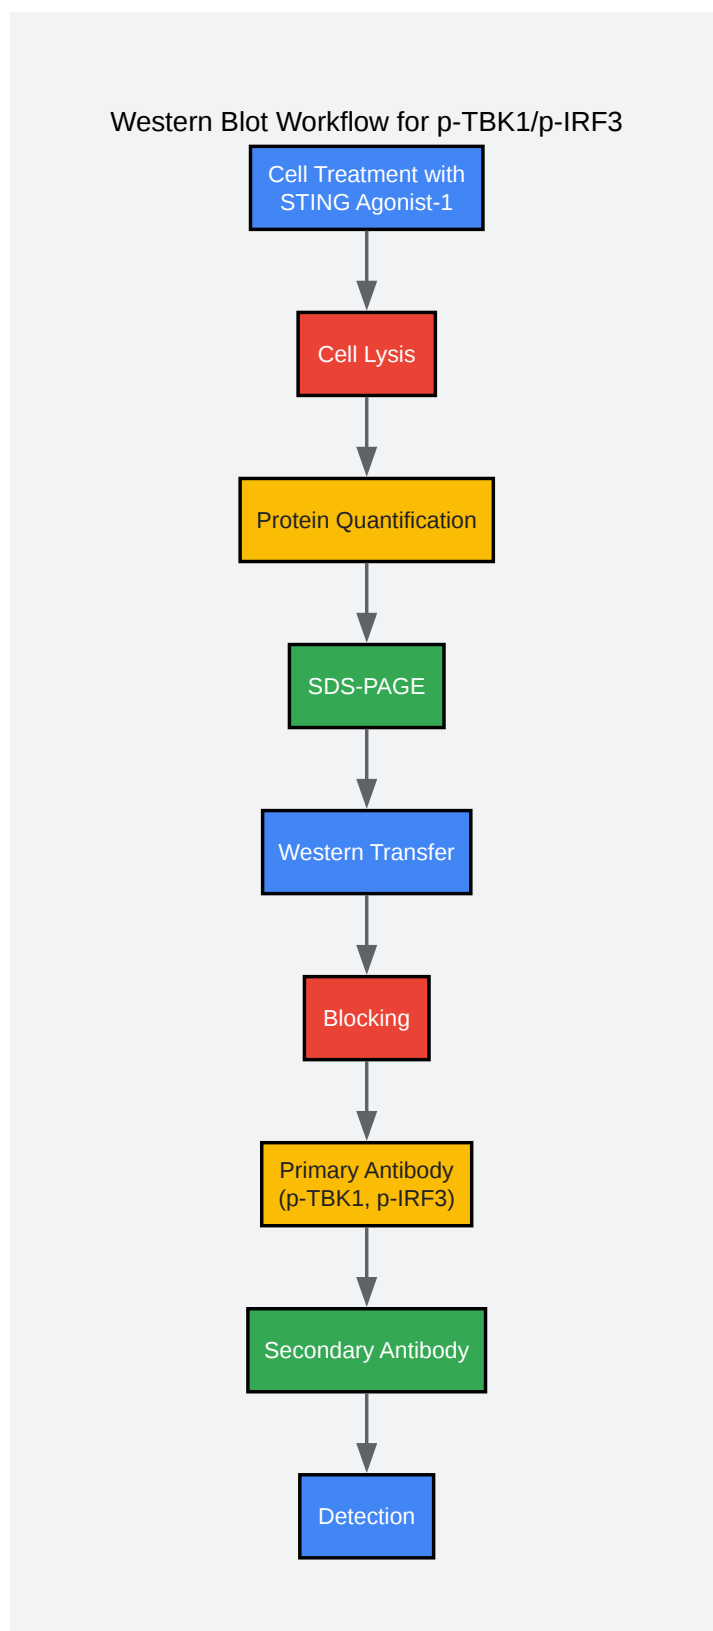 Western Blot Workflow for p-TBK1/p-IRF3
Cell Treatment with
STING Agonist-1
Cell Lysis
Protein Quantification
SDS-PAGE
Western Transfer
Blocking
Primary Antibody
(p-TBK1, p-IRF3)
Secondary Antibody
Detection